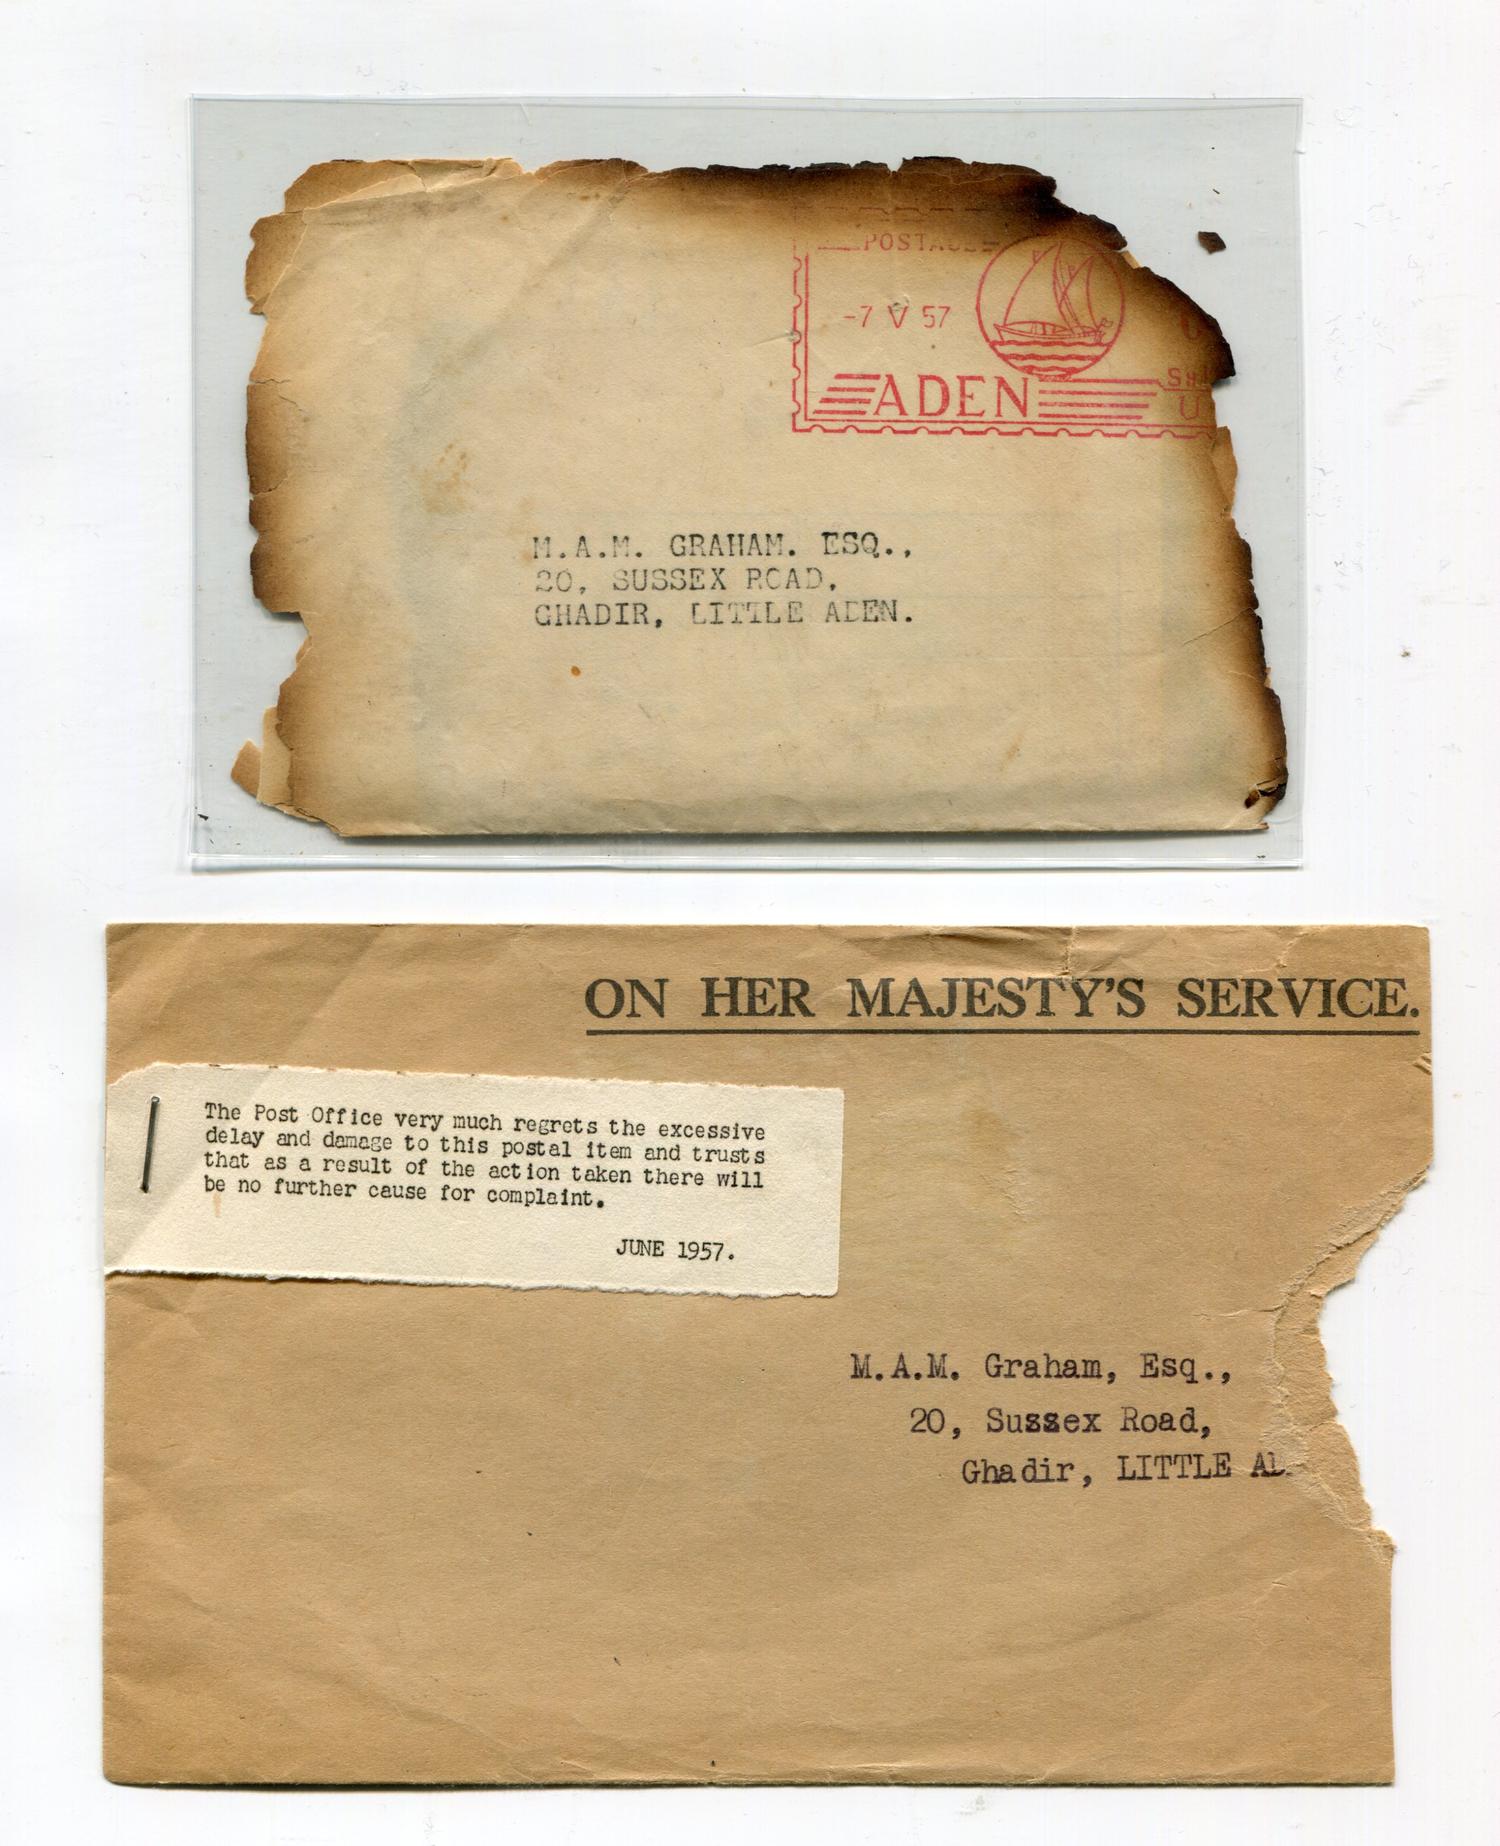 POSTAGE
-7 V 57
ADEN
M.A.M. GRAHAM. ESQ.,
20, SUSSEX ROAD,
GHADIR, LITTLE ADEN.
ON HER MAJESTY'S SERVICE.
The Post Office very much regrets the excessive
delay and damage to this postal item and trusts
that as a result of the action taken there will
be no further cause for complaint.
JUNE 1957.
M.A.M. Graham, Esq.,
20, Sussex Road,
Ghadir, LITTLE